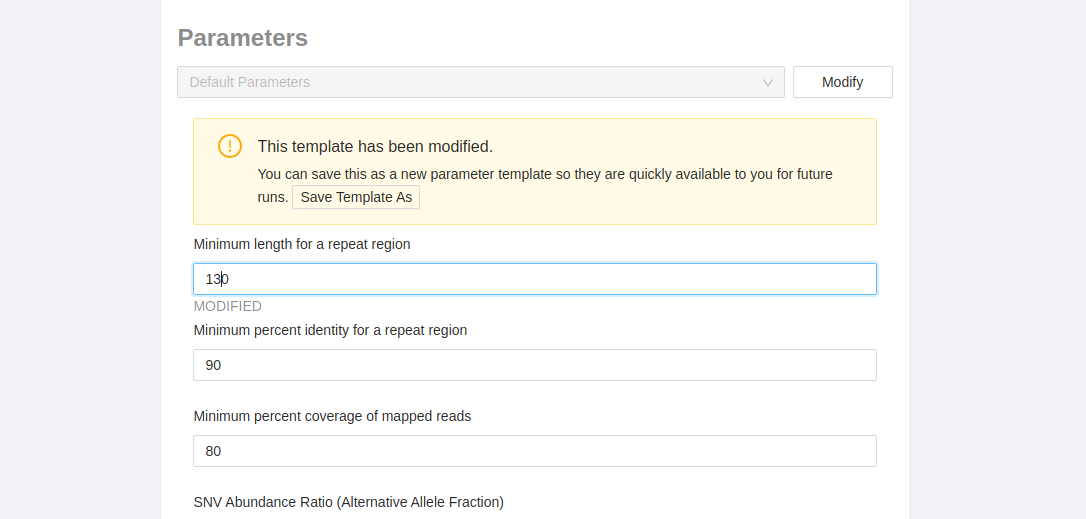 Parameters
Default Parameters
Modify
This template has been modified.
You can save this as a new parameter template so they are quickly available to you for future
runs. Save Template As
Minimum length for a repeat region
130
MODIFIED
Minimum percent identity for a repeat region
90
Minimum percent coverage of mapped reads
80
SNV Abundance Ratio (Alternative Allele Fraction)